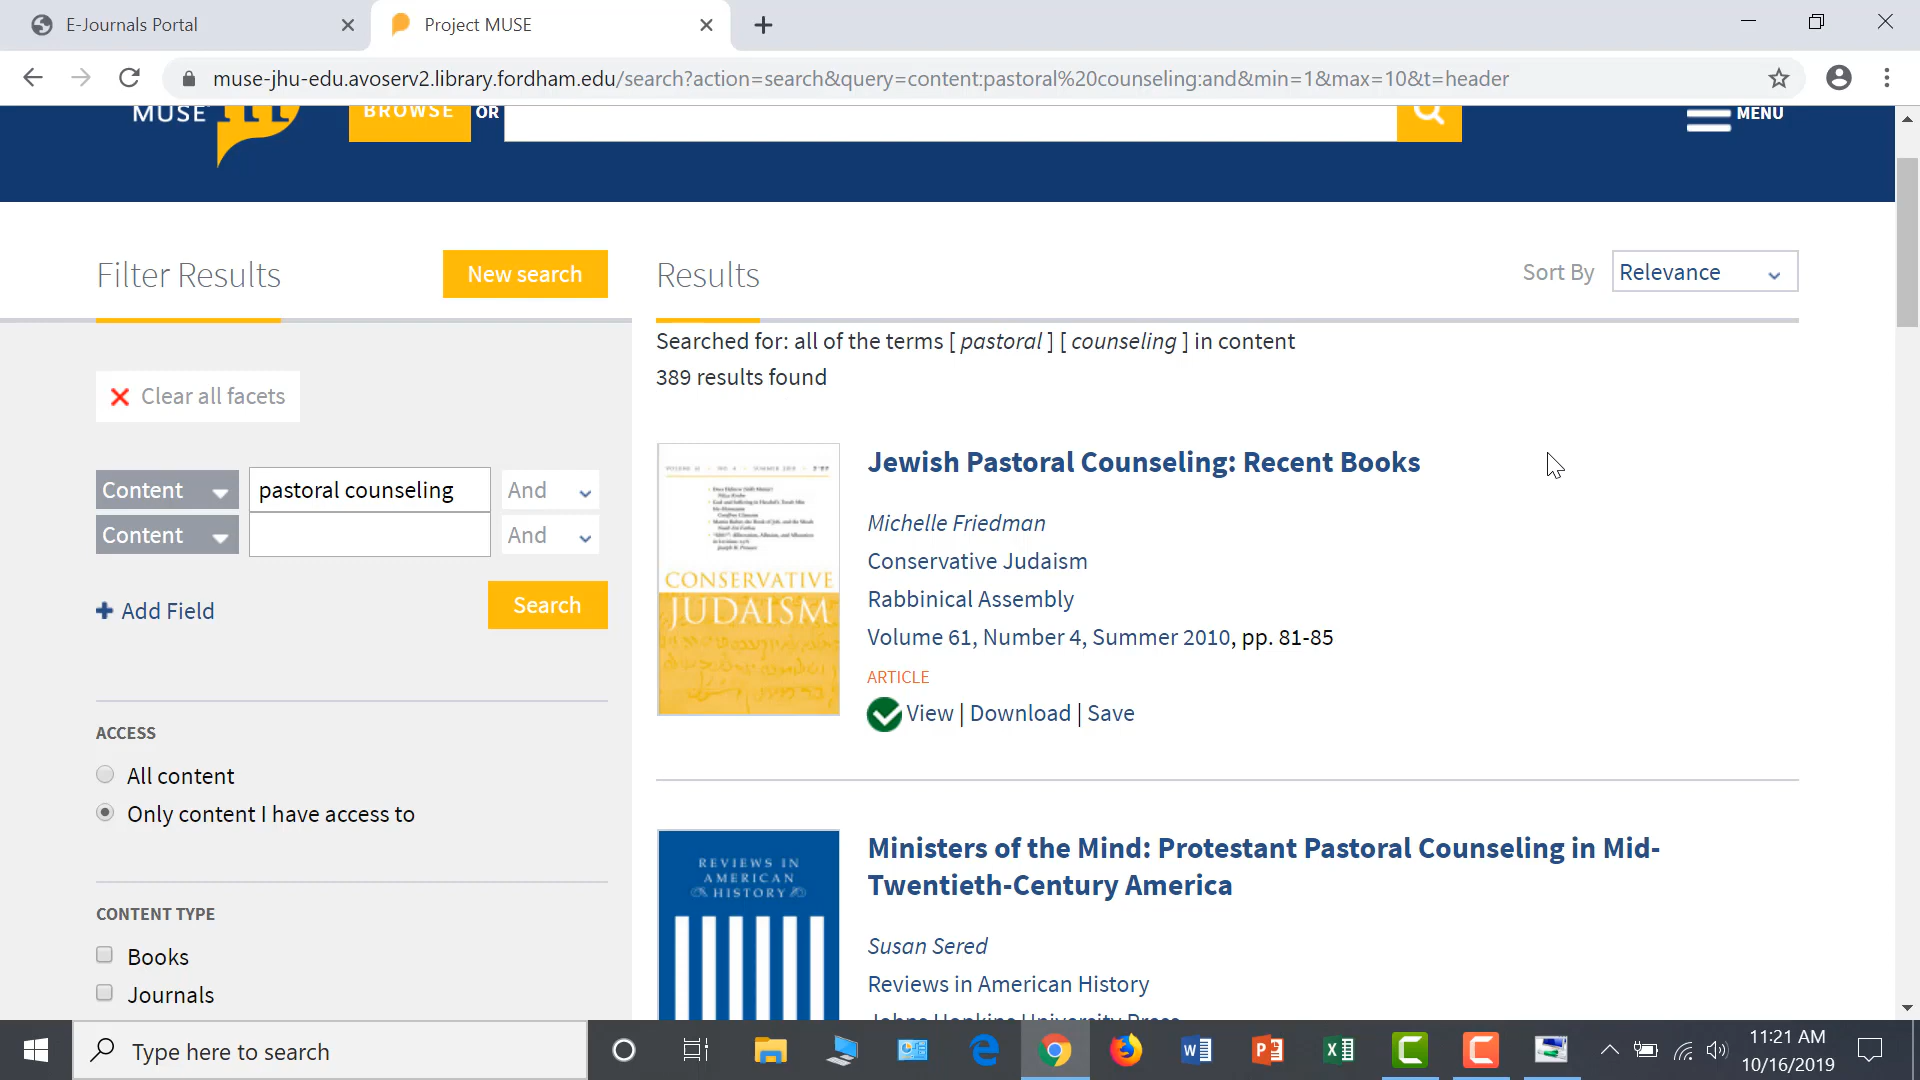 E-Journals Portal
Project MUSE
muse-jhu-edu.avoserv2.library.fordham.edu/search?action=search&query=content:pastoral%20counseling:and&min=1&max=10&t=header
MUSE
BROWSE
OR
MENU
Filter Results
New search
Results
Sort By
Relevance
Searched for: all of the terms [ pastoral ] [ counseling ] in content
389 results found
Clear all facets
Content
pastoral counseling
And
Content
And
Add Field
Search
ACCESS
All content
Only content I have access to
CONTENT TYPE
Books
Journals
CONSERVATIVE
JUDAISM
Jewish Pastoral Counseling: Recent Books
Michelle Friedman
Conservative Judaism
Rabbinical Assembly
Volume 61, Number 4, Summer 2010, pp. 81-85
ARTICLE
View | Download | Save
REVIEWS IN
AMERICAN
HISTORY
Ministers of the Mind: Protestant Pastoral Counseling in Mid-
Twentieth-Century America
Susan Sered
Reviews in American History
Johns Hopkins University Press
Type here to search
11:21 AM
10/16/2019